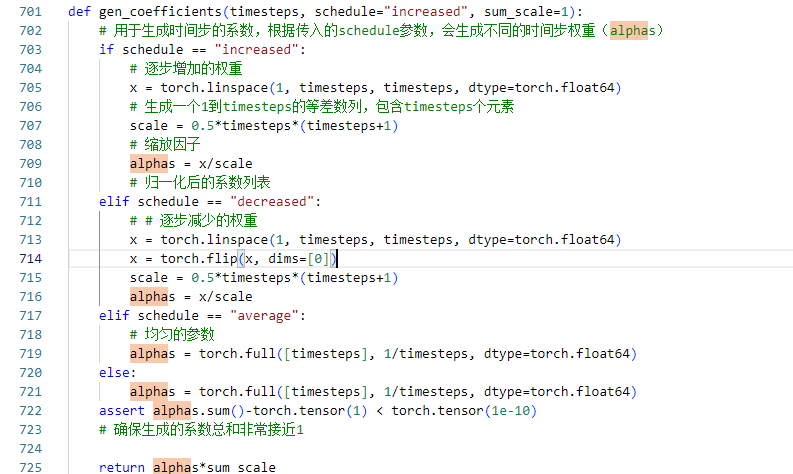 701 def gen_coefficients(timesteps, schedule="increased", sum_scale=1):
702 # 用于生成时间步的系数，根据传入的schedule参数，会生成不同的时间步权重（alphas）
703 if schedule == "increased":
704 # 逐步增加的权重
705 x = torch.linspace(1, timesteps, timesteps, dtype=torch.float64)
706 # 生成一个1到timesteps的等差数列，包含timesteps个元素
707 scale = 0.5*timesteps*(timesteps+1)
708 # 缩放因子
709 alphas = x/scale
710 # 归一化后的系数列表
711 elif schedule == "decreased":
712 # # 逐步减少的权重
713 x = torch.linspace(1, timesteps, timesteps, dtype=torch.float64)
714 x = torch.flip(x, dims=[0])
715 scale = 0.5*timesteps*(timesteps+1)
716 alphas = x/scale
717 elif schedule == "average":
718 # 均匀的参数
719 alphas = torch.full([timesteps], 1/timesteps, dtype=torch.float64)
720 else:
721 alphas = torch.full([timesteps], 1/timesteps, dtype=torch.float64)
722 assert alphas.sum()-torch.tensor(1) < torch.tensor(1e-10)
723 # 确保生成的系数总和非常接近1
724
725 return alphas*sum_scale